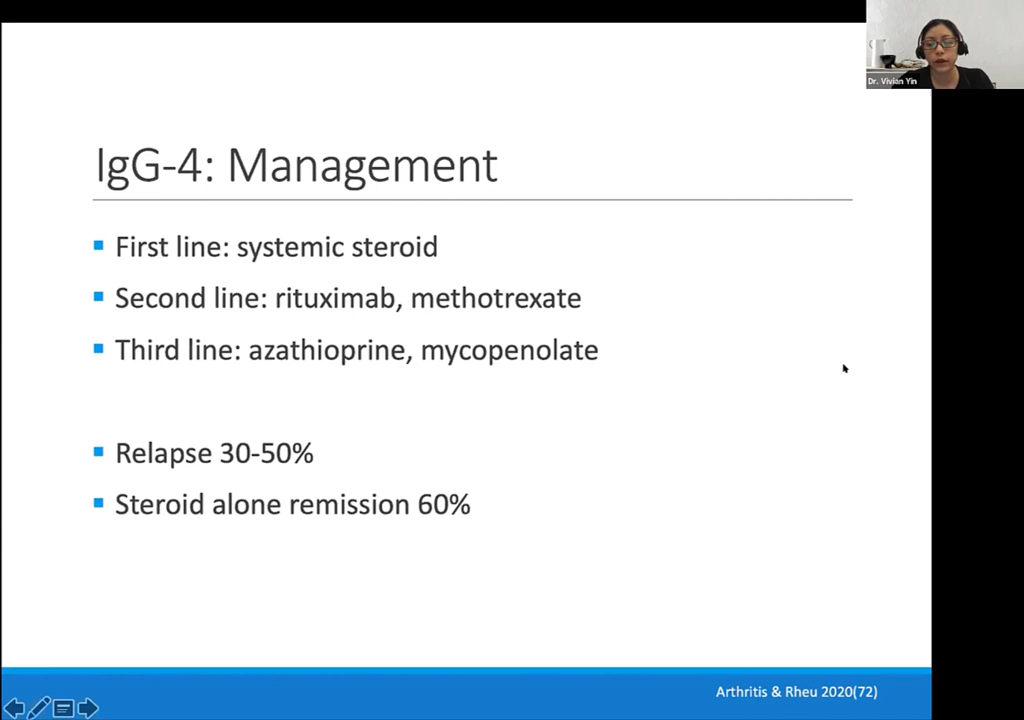 Dr. Vivian Yin
IgG-4: Management
First line: systemic steroid
Second line: rituximab, methotrexate
Third line: azathioprine, mycopenolate
Relapse 30-50%
Steroid alone remission 60%
Arthritis & Rheu 2020(72)